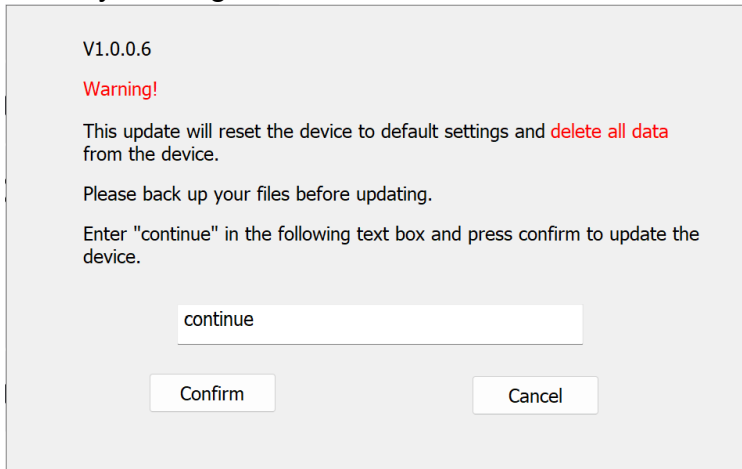 V1.0.0.6
Warning!
This update will reset the device to default settings and delete all data
from the device.
Please back up your files before updating.
Enter "continue" in the following text box and press confirm to update the
device.
continue
Confirm Cancel